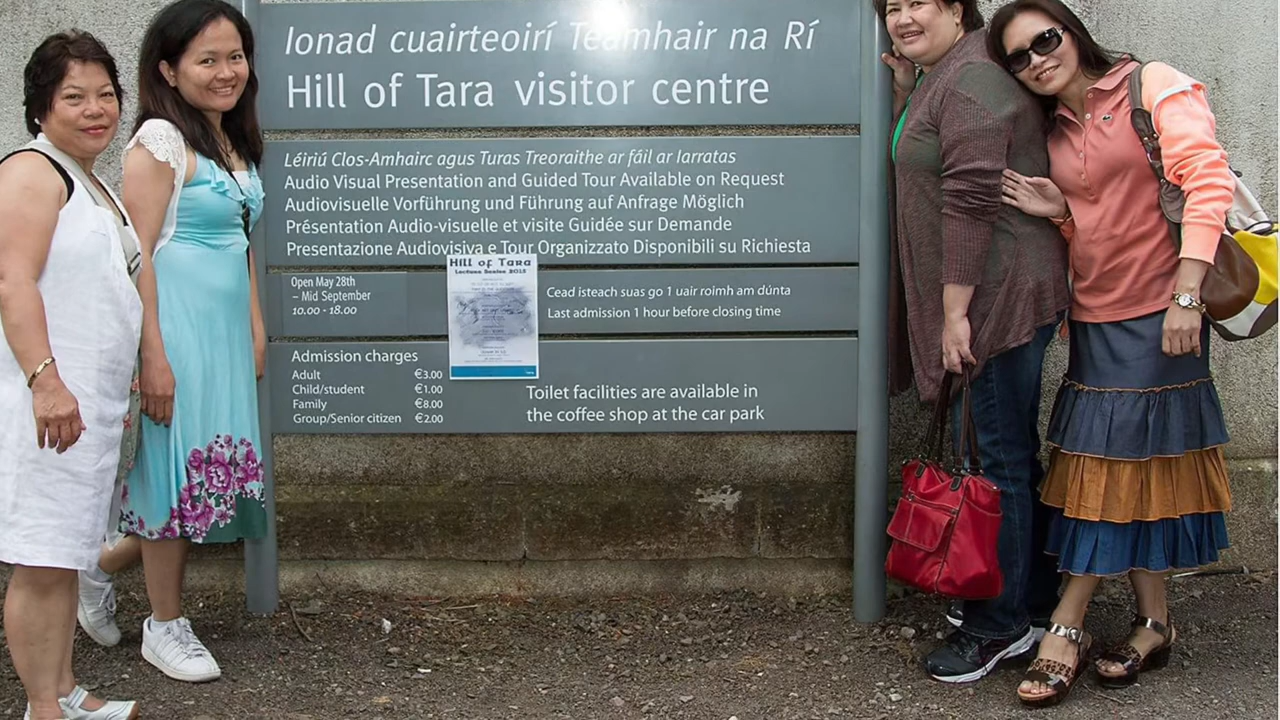 Ionad cuairteoirí Teamhair na Rí
Hill of Tara visitor centre
Léiriú Clos-Amhairc agus Turas Treoraithe ar fáil ar Iarratas
Audio Visual Presentation and Guided Tour Available on Request
Audiovisuelle Vorführung und Führung auf Anfrage Möglich
Présentation Audio-visuelle et visite Guidée sur Demande
Presentazione Audiovisiva e Tour Organizzato Disponibili su Richiesta
Open May 28th
– Mid September
10.00 - 18.00
Hill of Tara
Lecture Series 2015
Cead isteach suas go 1 uair roimh am dúnta
Last admission 1 hour before closing time
Admission charges
Adult €3.00
Child/student €1.00
Family €8.00
Group/Senior citizen €2.00
Toilet facilities are available in
the coffee shop at the car park